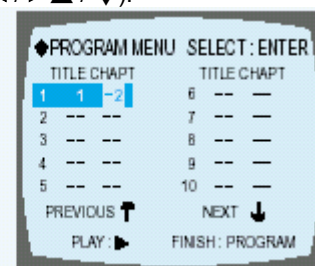 ◆PROGRAM MENU SELECT : ENTER
TITLE CHAPT TITLE CHAPT
1 1 -2 6 -- --
2 -- -- 7 -- --
3 -- -- 8 -- --
4 -- -- 9 -- --
5 -- -- 10 -- --
PREVIOUS NEXT
PLAY : ▶ FINISH : PROGRAM